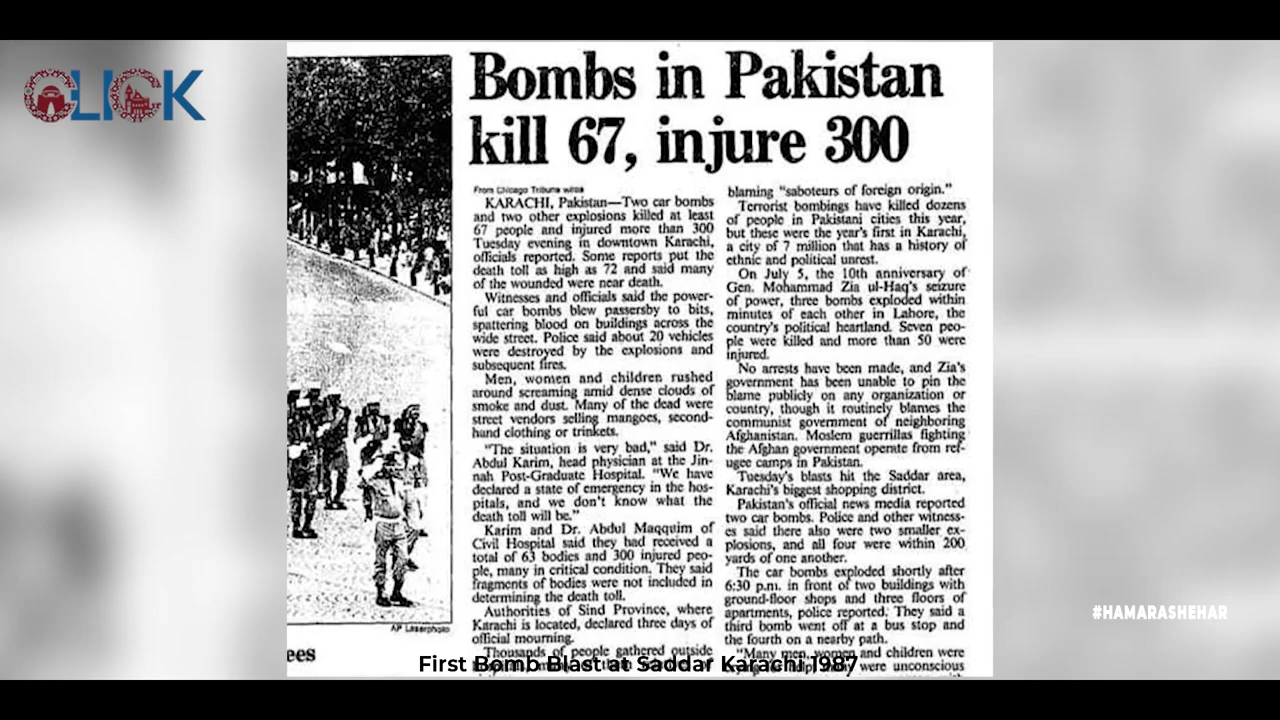 CLICK
Bombs in Pakistan
kill 67, injure 300
From Chicago Tribune wires
KARACHI, Pakistan—Two car bombs
and two other explosions killed at least
67 people and injured more than 300
Tuesday evening in downtown Karachi,
officials reported. Some reports put the
death toll as high as 72 and said many
of the wounded were near death.
Witnesses and officials said the power-
ful car bombs blew passersby to bits,
spattering blood on buildings across the
wide street. Police said about 20 vehicles
were destroyed by the explosions and
subsequent fires.
Men, women and children rushed
around screaming amid dense clouds of
smoke and dust. Many of the dead were
street vendors selling mangoes, second-
hand clothing or trinkets.
"The situation is very bad," said Dr.
Abdul Karim, head physician at the Jin-
nah Post-Graduate Hospital. "We have
declared a state of emergency in the hos-
pitals, and we don't know what the
death toll will be."
Karim and Dr. Abdul Maqquim of
Civil Hospital said they had received a
total of 63 bodies and 300 injured peo-
ple, many in critical condition. They said
fragments of bodies were not included in
determining the death toll.
Authorities of Sind Province, where
Karachi is located, declared three days of
official mourning.
Thousands of people gathered outside
blaming "saboteurs of foreign origin."
Terrorist bombings have killed dozens
of people in Pakistani cities this year,
but these were the year's first in Karachi,
a city of 7 million that has a history of
ethnic and political unrest.
On July 5, the 10th anniversary of
Gen. Mohammad Zia ul-Haq's seizure
of power, three bombs exploded within
minutes of each other in Lahore, the
country's political heartland. Seven peo-
ple were killed and more than 50 were
injured.
No arrests have been made, and Zia's
government has been unable to pin the
blame publicly on any organization or
country, though it routinely blames the
communist government of neighboring
Afghanistan. Moslem guerrillas fighting
the Afghan government operate from ref-
ugee camps in Pakistan.
Tuesday's blasts hit the Saddar area,
Karachi's biggest shopping district.
Pakistan's official news media reported
two car bombs. Police and other witness-
es said there also were two smaller ex-
plosions, and all four were within 200
yards of one another.
The car bombs exploded shortly after
6:30 p.m. in front of two buildings with
ground-floor shops and three floors of
apartments, police reported. They said a
third bomb went off at a bus stop and
the fourth on a nearby path.
"Many men, women and children were
were unconscious
AP Laserphoto
ees
#HAMARASHEHAR
First Bomb Blast at Saddar Karachi 1987